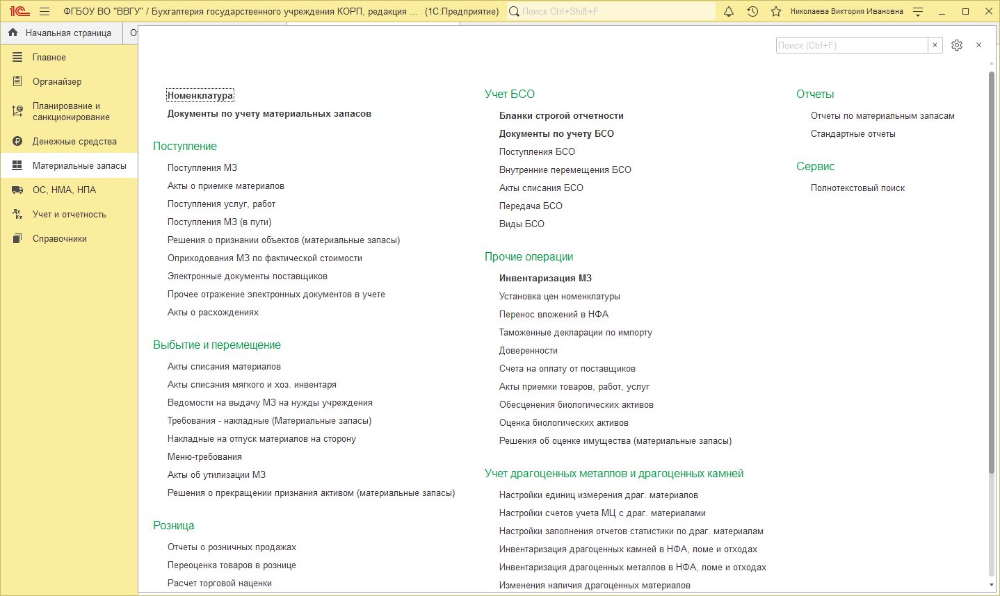 1С
ФГБОУ ВО "ВВГУ" / Бухгалтерия государственного учреждения КОРП, редакция ... (1С:Предприятие)
Поиск Ctrl+Shift+F
Николаева Виктория Ивановна
Начальная страница
О
Поиск (Ctrl+F)
Главное
Органайзер
Планирование и
санкционирование
Денежные средства
Материальные запасы
ОС, НМА, НПА
Учет и отчетность
Справочники
Номенклатура
Документы по учету материальных запасов
Поступление
Поступления МЗ
Акты о приемке материалов
Поступления услуг, работ
Поступления МЗ (в пути)
Решения о признании объектов (материальные запасы)
Оприходования МЗ по фактической стоимости
Электронные документы поставщиков
Прочее отражение электронных документов в учете
Акты о расхождениях
Выбытие и перемещение
Акты списания материалов
Акты списания мягкого и хоз. инвентаря
Ведомости на выдачу МЗ на нужды учреждения
Требования - накладные (Материальные запасы)
Накладные на отпуск материалов на сторону
Меню-требования
Акты об утилизации МЗ
Решения о прекращении признания активом (материальные запасы)
Розница
Отчеты о розничных продажах
Переоценка товаров в рознице
Расчет торговой наценки
Учет БСО
Бланки строгой отчетности
Документы по учету БСО
Поступления БСО
Внутренние перемещения БСО
Акты списания БСО
Передача БСО
Виды БСО
Прочие операции
Инвентаризация МЗ
Установка цен номенклатуры
Перенос вложений в НФА
Таможенные декларации по импорту
Доверенности
Счета на оплату от поставщиков
Акты приемки товаров, работ, услуг
Обесценения биологических активов
Оценка биологических активов
Решения об оценке имущества (материальные запасы)
Учет драгоценных металлов и драгоценных камней
Настройки единиц измерения драг. материалов
Настройки счетов учета МЦ с драг. материалами
Настройки заполнения отчетов статистики по драг. материалам
Инвентаризация драгоценных камней в НФА, ломе и отходах
Инвентаризация драгоценных металлов в НФА, ломе и отходах
Изменения наличия драгоценных материалов
Отчеты
Отчеты по материальным запасам
Стандартные отчеты
Сервис
Полнотекстовый поиск